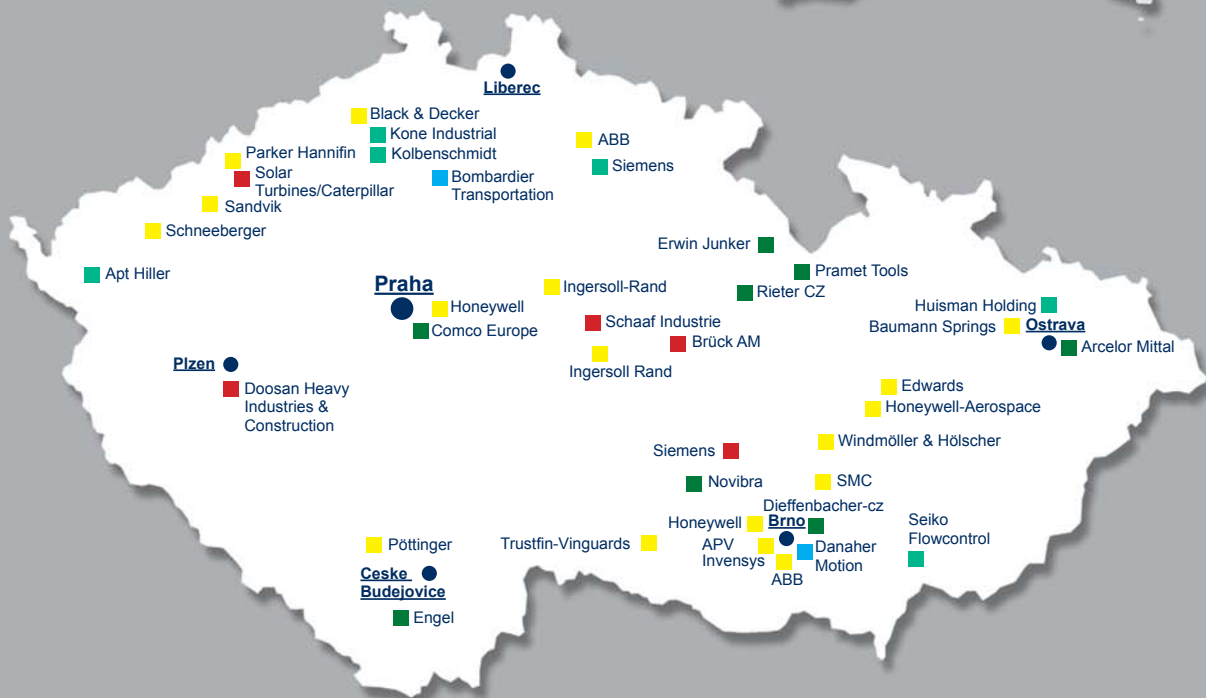 Liberec
Black & Decker
Kone Industrial
Kolbenschmidt
ABB
Siemens
Parker Hannifin
Solar
Turbines/Caterpillar
Bombardier
Transportation
Sandvik
Schneeberger
Apt Hiller
Erwin Junker
Pramet Tools
Rieter CZ
Praha
Honeywell
Comco Europe
Ingersoll-Rand
Schaaf Industrie
Brück AM
Ingersoll Rand
Huisman Holding
Baumann Springs
Ostrava
Arcelor Mittal
Plzen
Doosan Heavy
Industries &
Construction
Edwards
Honeywell-Aerospace
Windmöller & Hölscher
Siemens
Novibra
SMC
Dieffenbacher-cz
Honeywell
Brno
APV
Invensys
ABB
Danaher
Motion
Seiko
Flowcontrol
Trustfin-Vinguards
Pöttinger
Ceske
Budejovice
Engel